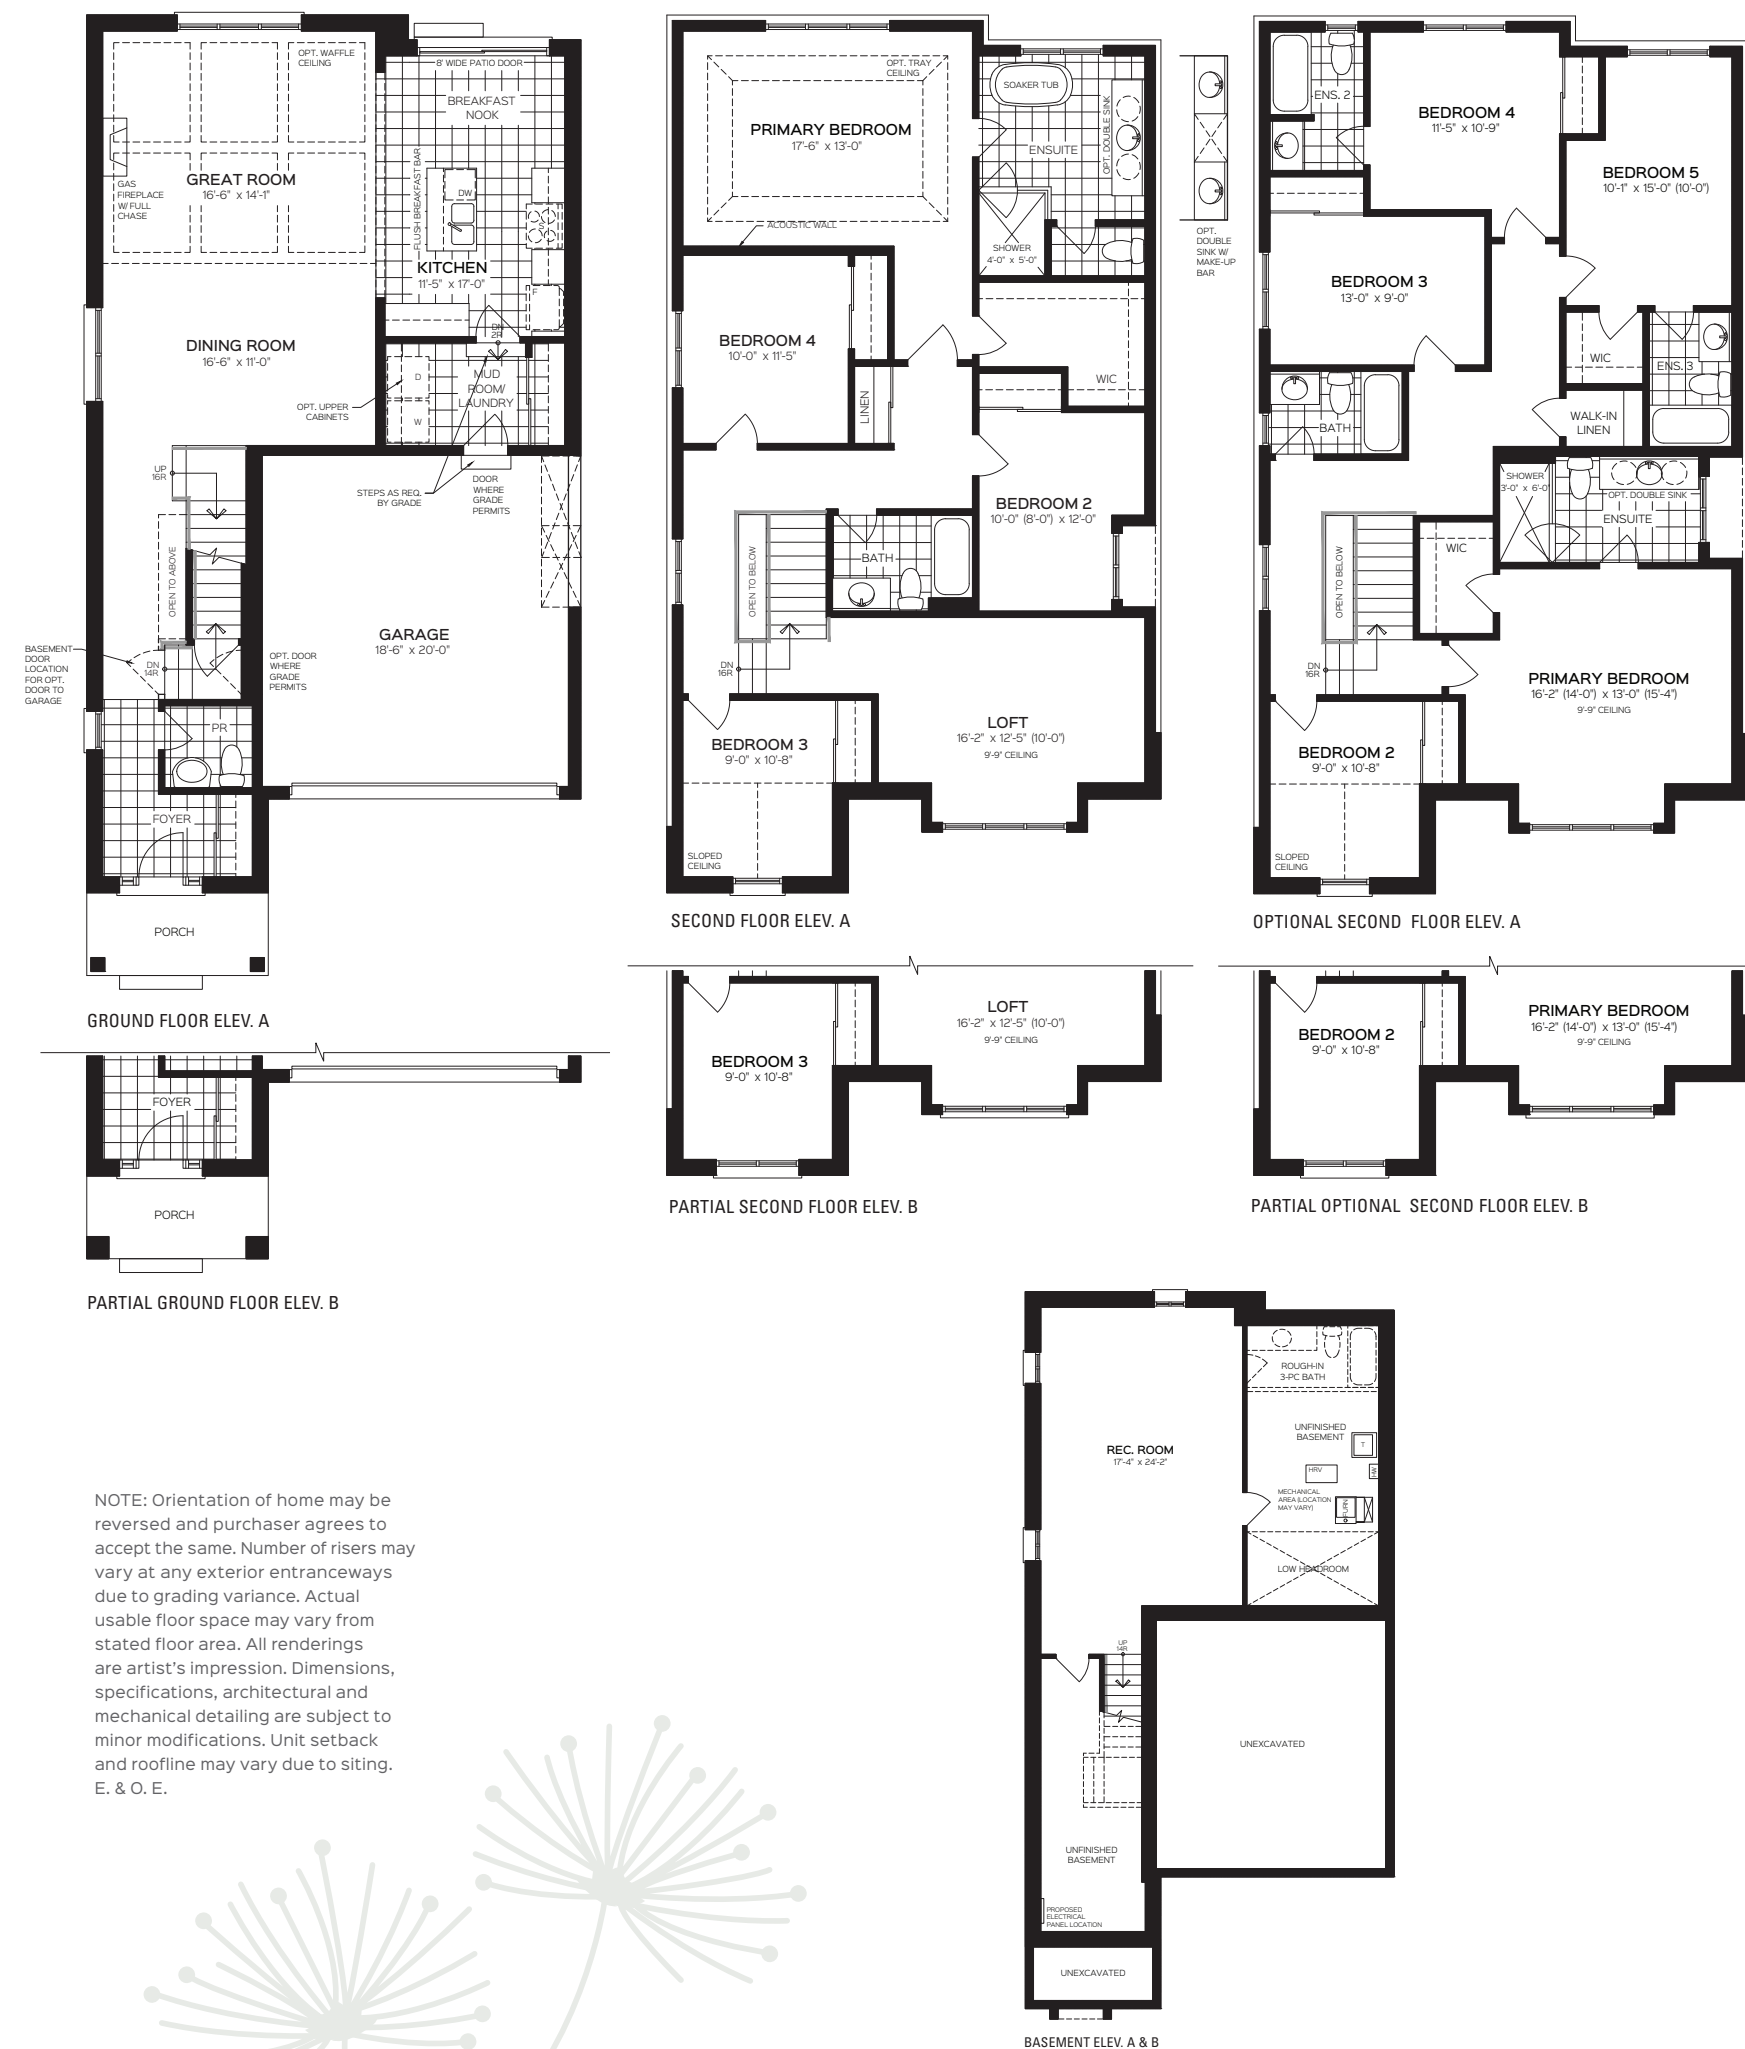 OPT. WAFFLE
CEILING
8' WIDE PATIO DOOR
BREAKFAST
NOOK
FLUSH BREAKFAST BAR
DW
GREAT ROOM
16'-6" x 14'-1"
GAS
FIREPLACE
W/ FULL
CHASE
KITCHEN
11'-5" x 17'-0"
F
DN
2R
DINING ROOM
16'-6" x 11'-0"
D
MUD
ROOM/
LAUNDRY
OPT. UPPER
CABINETS
W
UP
16R
STEPS AS REQ.
BY GRADE
DOOR
WHERE
GRADE
PERMITS
OPEN TO ABOVE
GARAGE
18'-6" x 20'-0"
BASEMENT
DOOR
LOCATION
FOR OPT.
DOOR TO
GARAGE
DN
14R
OPT. DOOR
WHERE
GRADE
PERMITS
PR
FOYER
PORCH
GROUND FLOOR ELEV. A
FOYER
PORCH
PARTIAL GROUND FLOOR ELEV. B
OPT. TRAY
CEILING
PRIMARY BEDROOM
17'-6" x 13'-0"
SOAKER TUB
ENSUITE
OPT. DOUBLE SINK
ACOUSTIC WALL
SHOWER
4'-0" x 5'-0"
OPT.
DOUBLE
SINK W/
MAKE-UP
BAR
BEDROOM 4
10'-0" x 11'-5"
LINEN
WIC
BEDROOM 2
10'-0" (8'-0") x 12'-0"
BATH
OPEN TO BELOW
DN
16R
BEDROOM 3
9'-0" x 10'-8"
LOFT
16'-2" x 12'-5" (10'-0")
9'-9" CEILING
SLOPED
CEILING
SECOND FLOOR ELEV. A
LOFT
16'-2" x 12'-5" (10'-0")
9'-9" CEILING
BEDROOM 3
9'-0" x 10'-8"
PARTIAL SECOND FLOOR ELEV. B
ENS. 2
BEDROOM 4
11'-5" x 10'-9"
BEDROOM 5
10'-1" x 15'-0" (10'-0")
BEDROOM 3
13'-0" x 9'-0"
WIC
ENS. 3
BATH
WALK-IN
LINEN
SHOWER
3'-0" x 6'-0"
OPT. DOUBLE SINK
ENSUITE
WIC
OPEN TO BELOW
DN
16R
PRIMARY BEDROOM
16'-2" (14'-0") x 13'-0" (15'-4")
9'-9" CEILING
BEDROOM 2
9'-0" x 10'-8"
SLOPED
CEILING
OPTIONAL SECOND FLOOR ELEV. A
PRIMARY BEDROOM
16'-2" (14'-0") x 13'-0" (15'-4")
9'-9" CEILING
BEDROOM 2
9'-0" x 10'-8"
PARTIAL OPTIONAL SECOND FLOOR ELEV. B
ROUGH-IN
3-PC BATH
UNFINISHED
BASEMENT
T
REC. ROOM
17'-4" x 24'-2"
HRV
HW
MECHANICAL
AREA (LOCATION
MAY VARY)
FURN
LOW HEADROOM
UP
14R
UNEXCAVATED
UNFINISHED
BASEMENT
PROPOSED
ELECTRICAL
PANEL LOCATION
UNEXCAVATED
BASEMENT ELEV. A & B
NOTE: Orientation of home may be
reversed and purchaser agrees to
accept the same. Number of risers may
vary at any exterior entranceways
due to grading variance. Actual
usable floor space may vary from
stated floor area. All renderings
are artist's impression. Dimensions,
specifications, architectural and
mechanical detailing are subject to
minor modifications. Unit setback
and roofline may vary due to siting.
E. & O. E.